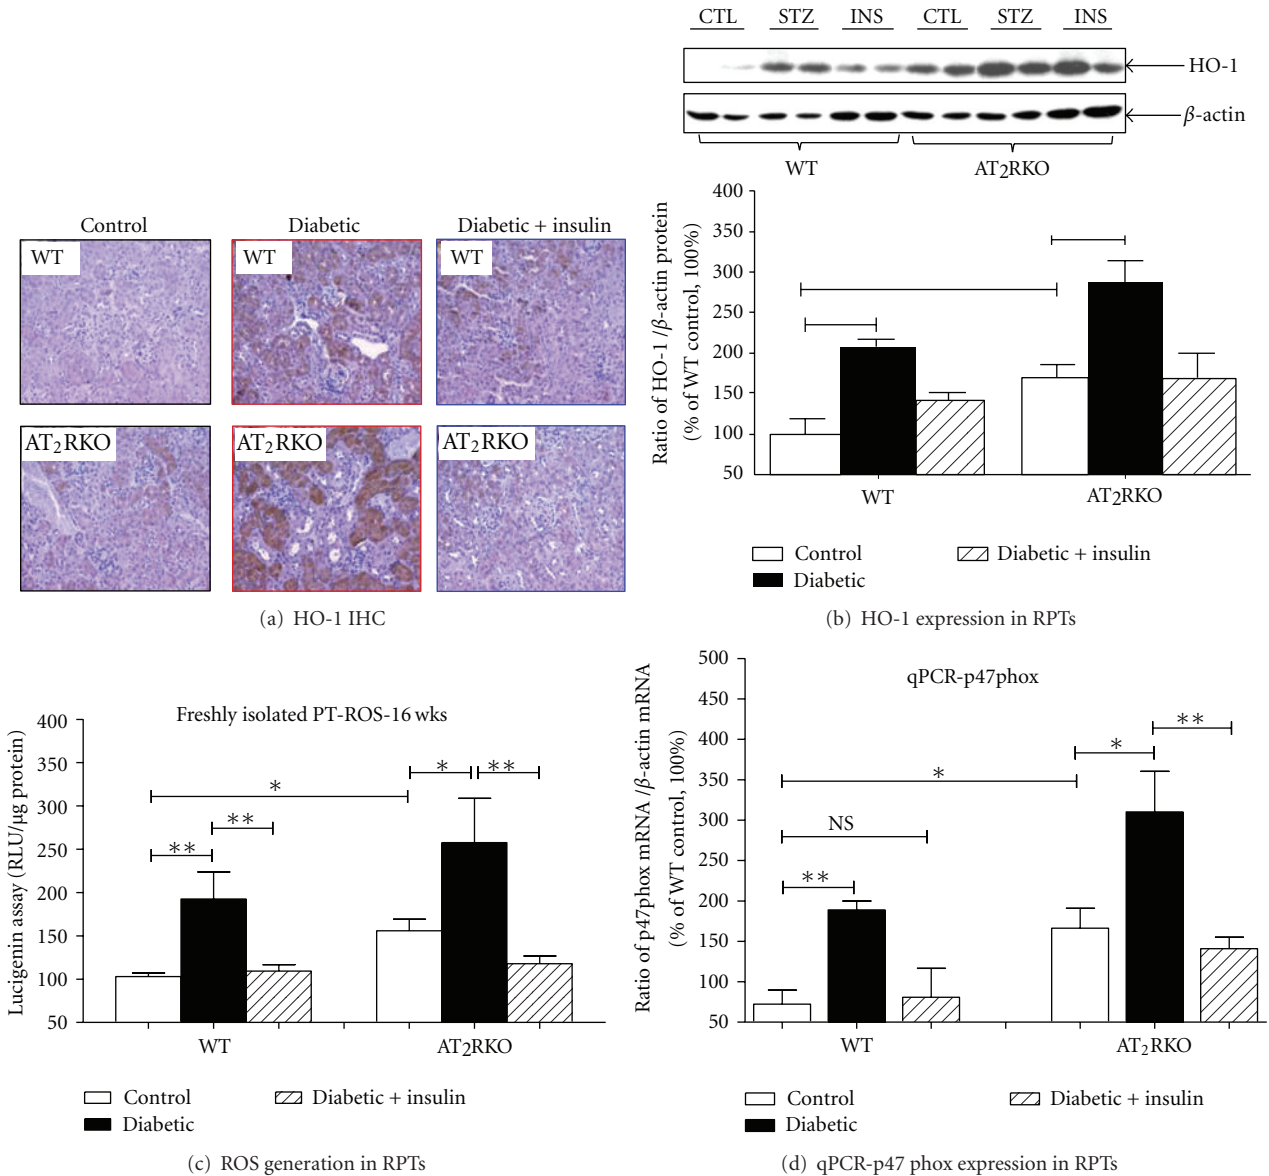 CTL STZ INS CTL STZ INS
HO-1
β-actin
WT AT2RKO
Control Diabetic Diabetic + insulin
WT WT WT
AT2RKO AT2RKO AT2RKO
(a) HO-1 IHC
Ratio of HO-1 /β-actin protein
(% of WT control, 100%)
400
350
300
250
200
150
100
50
WT AT2RKO
Control Diabetic + insulin
Diabetic
(b) HO-1 expression in RPTs
Freshly isolated PT-ROS-16 wks
Lucigenin assay (RLU/µg protein)
400
350
300
250
200
150
100
50
* ** ** * **
WT AT2RKO
Control Diabetic + insulin
Diabetic
(c) ROS generation in RPTs
qPCR-p47phox
Ratio of p47phox mRNA /β-actin mRNA
(% of WT control, 100%)
500
450
400
350
300
250
200
150
100
50
** NS * * **
WT AT2RKO
Control Diabetic + insulin
Diabetic
(d) qPCR-p47 phox expression in RPTs